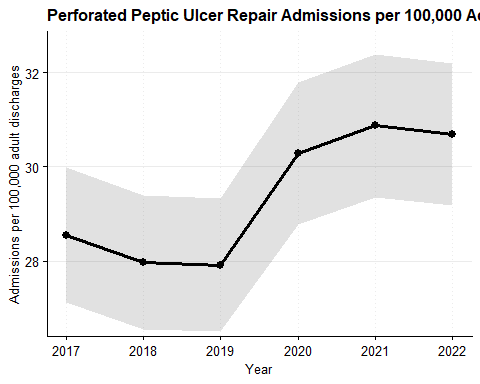 Perforated Peptic Ulcer Repair Admissions per 100,000
Admissions per 100,000 adult discharges
32
30
28
2017 2018 2019 2020 2021 2022
Year